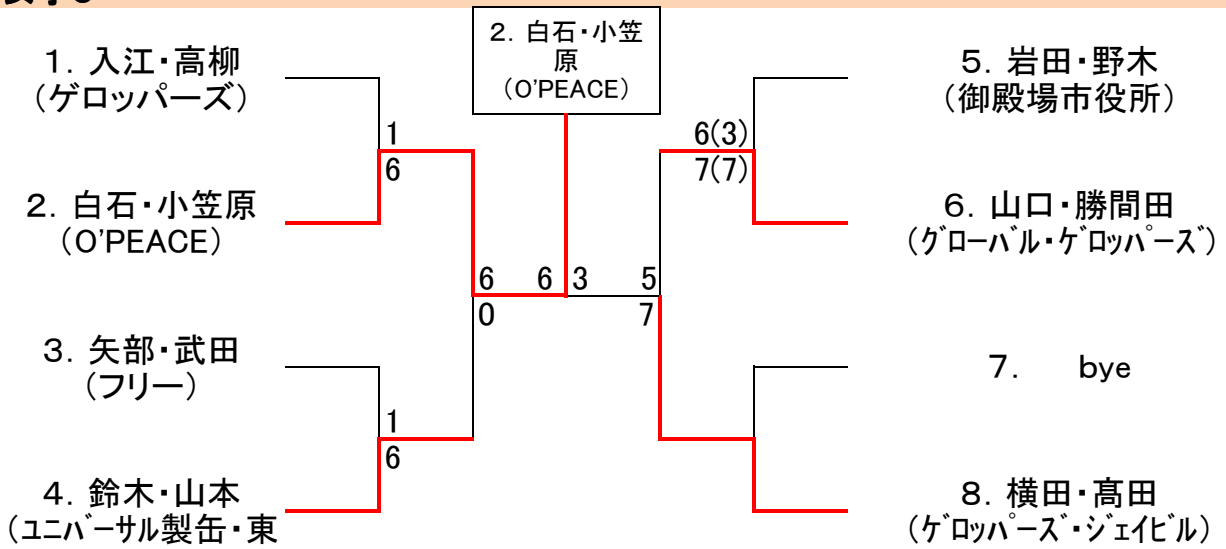 2．白石・小笠
原
（O'PEACE）
1．入江・高柳
（ゲロッパーズ）
1
6
2．白石・小笠原
（O'PEACE）
6 6 3 5
0 7
3．矢部・武田
（フリー）
1
6
4．鈴木・山本
（ﾕﾆﾊﾞｰｻﾙ製缶・東
5．岩田・野木
（御殿場市役所）
6(3)
7(7)
6．山口・勝間田
（ｸﾞﾛｰﾊﾞﾙ・ｹﾞﾛｯﾊﾟｰｽﾞ）
7．　bye
8．横田・髙田
（ｹﾞﾛｯﾊﾟｰｽﾞ・ｼﾞｪｲﾋﾞﾙ）